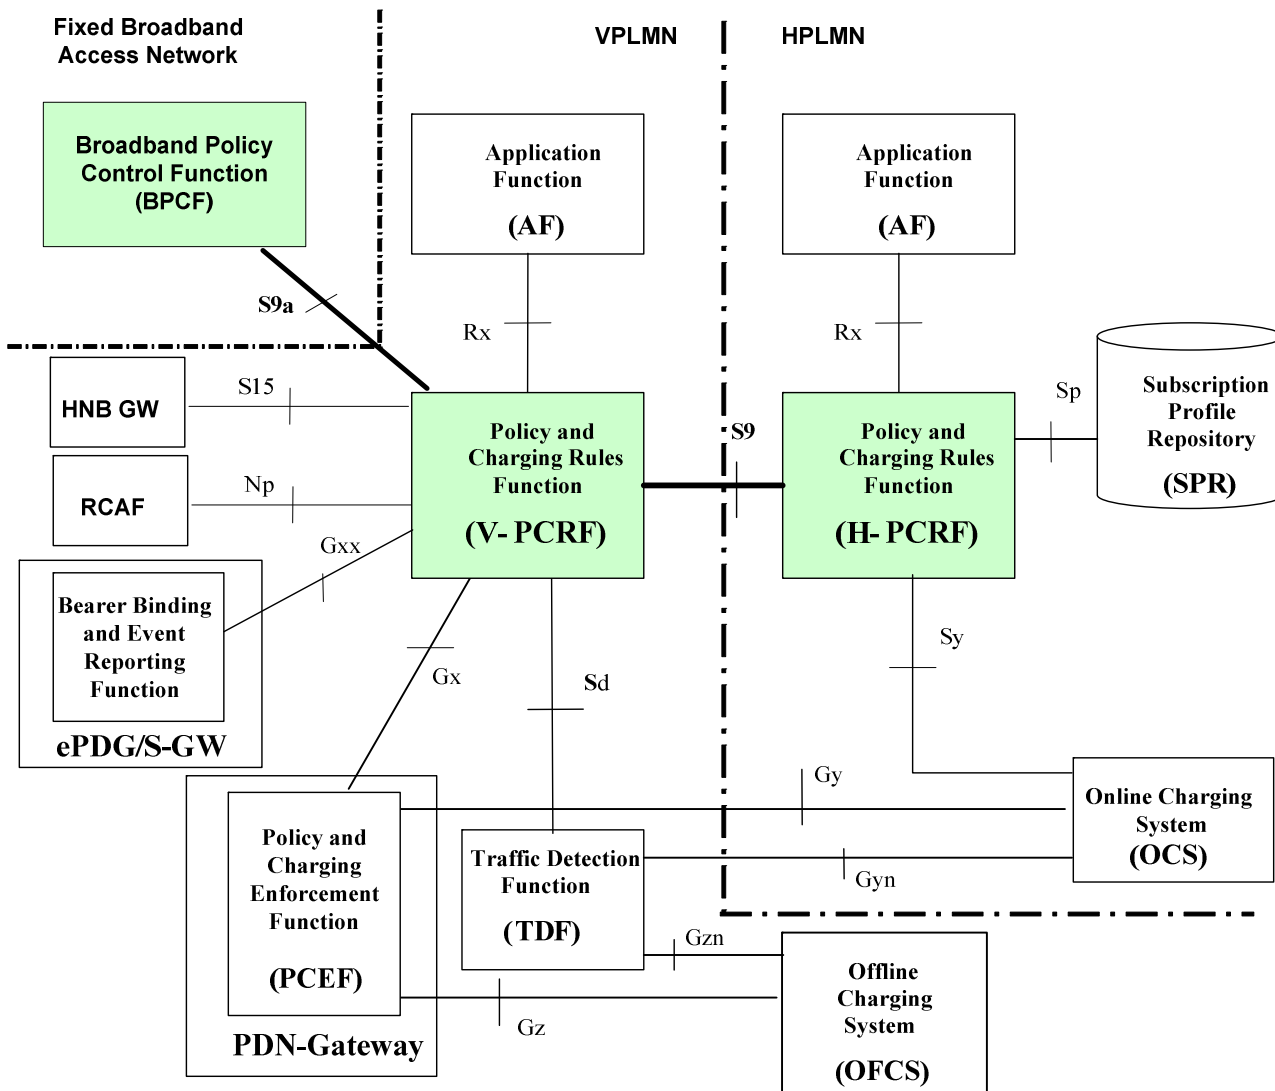 Fixed Broadband
Access Network
VPLMN
HPLMN
Broadband Policy
Control Function
(BPCF)
Application
Function
(AF)
Application
Function
(AF)
S9a
Rx
Rx
HNB GW
S15
Sp
Subscription
Profile
Repository
(SPR)
Policy and
Charging Rules
Function
(V- PCRF)
S9
Policy and
Charging Rules
Function
(H- PCRF)
RCAF
Np
Gxx
Bearer Binding
and Event
Reporting
Function
ePDG/S-GW
Gx
Sd
Sy
Gy
Online Charging
System
(OCS)
Policy and
Charging
Enforcement
Function
(PCEF)
PDN-Gateway
Traffic Detection
Function
(TDF)
Gyn
Gzn
Gz
Offline
Charging
System
(OFCS)